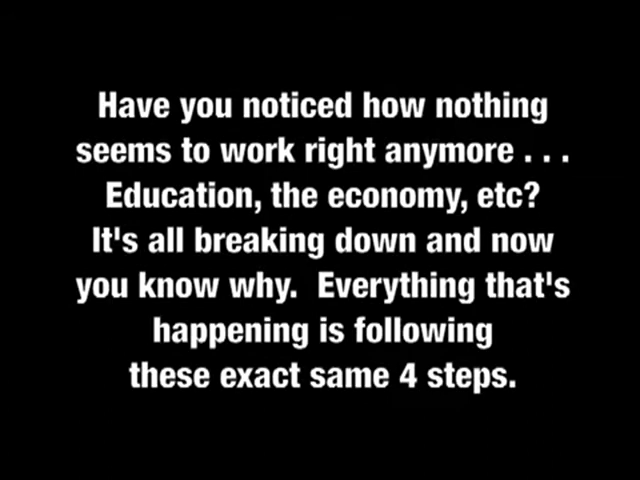 Have you noticed how nothing
seems to work right anymore . . .
Education, the economy, etc?
It's all breaking down and now
you know why.  Everything that's
happening is following
these exact same 4 steps.